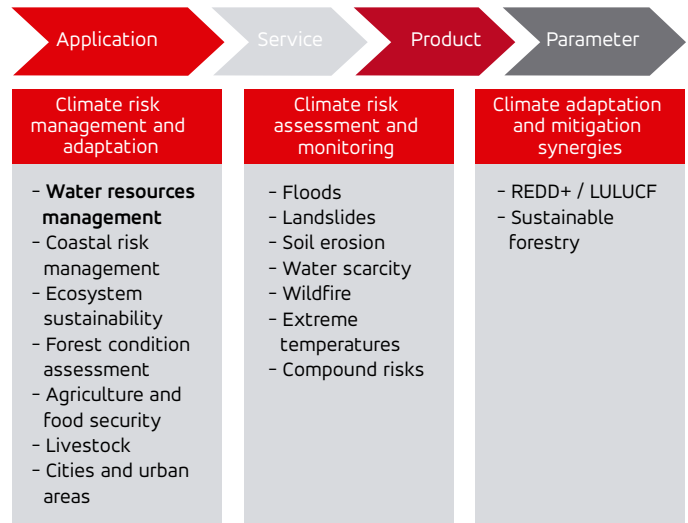 Application
Service
Product
Parameter
Climate risk
management and
adaptation
- Water resources
management
- Coastal risk
management
- Ecosystem
sustainability
- Forest condition
assessment
- Agriculture and
food security
- Livestock
- Cities and urban
areas
Climate risk
assessment and
monitoring
- Floods
- Landslides
- Soil erosion
- Water scarcity
- Wildfire
- Extreme
temperatures
- Compound risks
Climate adaptation
and mitigation
synergies
- REDD+ / LULUCF
- Sustainable
forestry